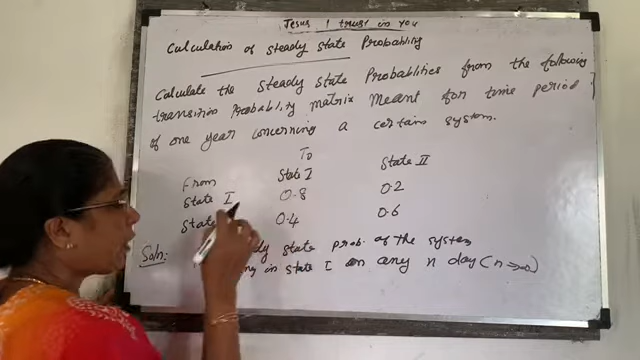 Jesus I trust in you
Calculation of steady state Probability
Calculate the steady state Probabilities from the following
transition Probability matrix meant for time period
of one year concerning a certain system.
To
From State I State II
State I 0.8 0.2
State 0.4 0.6
Soln: state prob. of the system
in state I on any n day (n→∞)